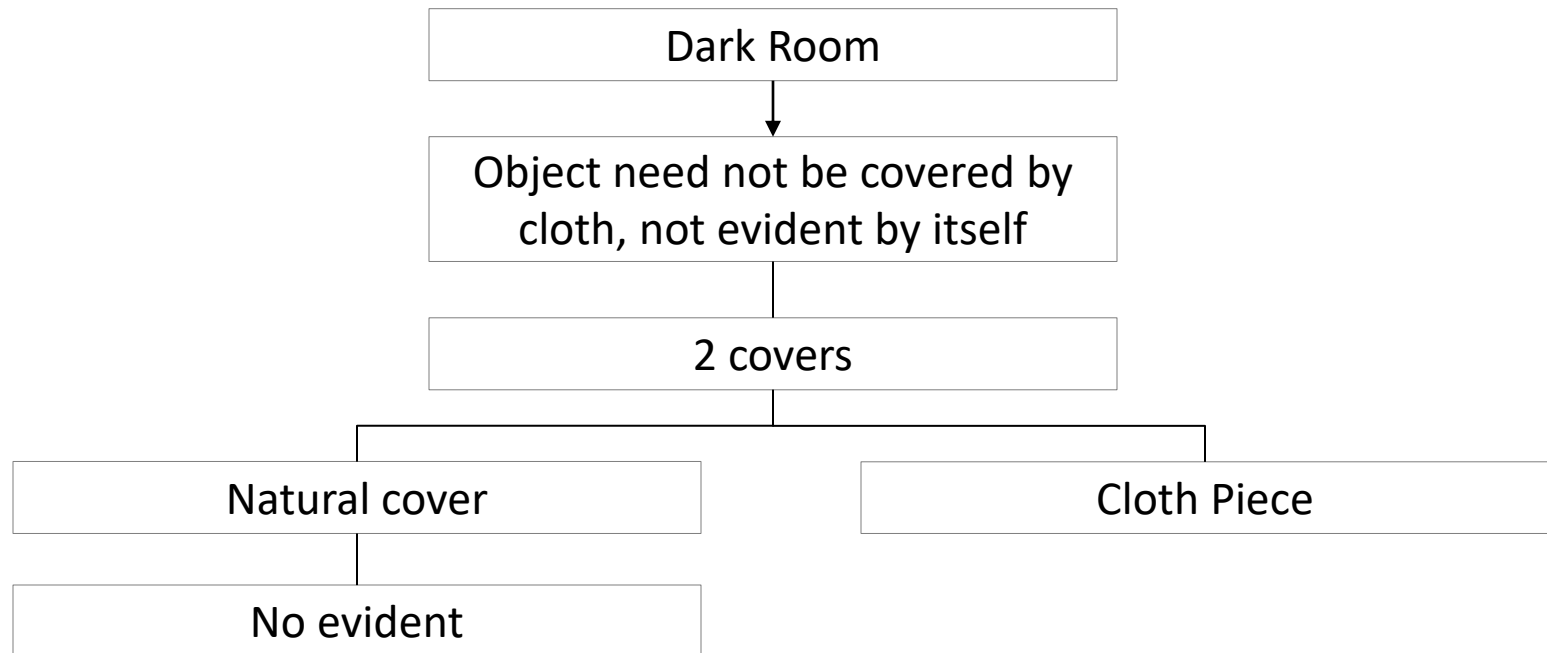 Dark Room
Object need not be covered by
cloth, not evident by itself
2 covers
Natural cover
Cloth Piece
No evident